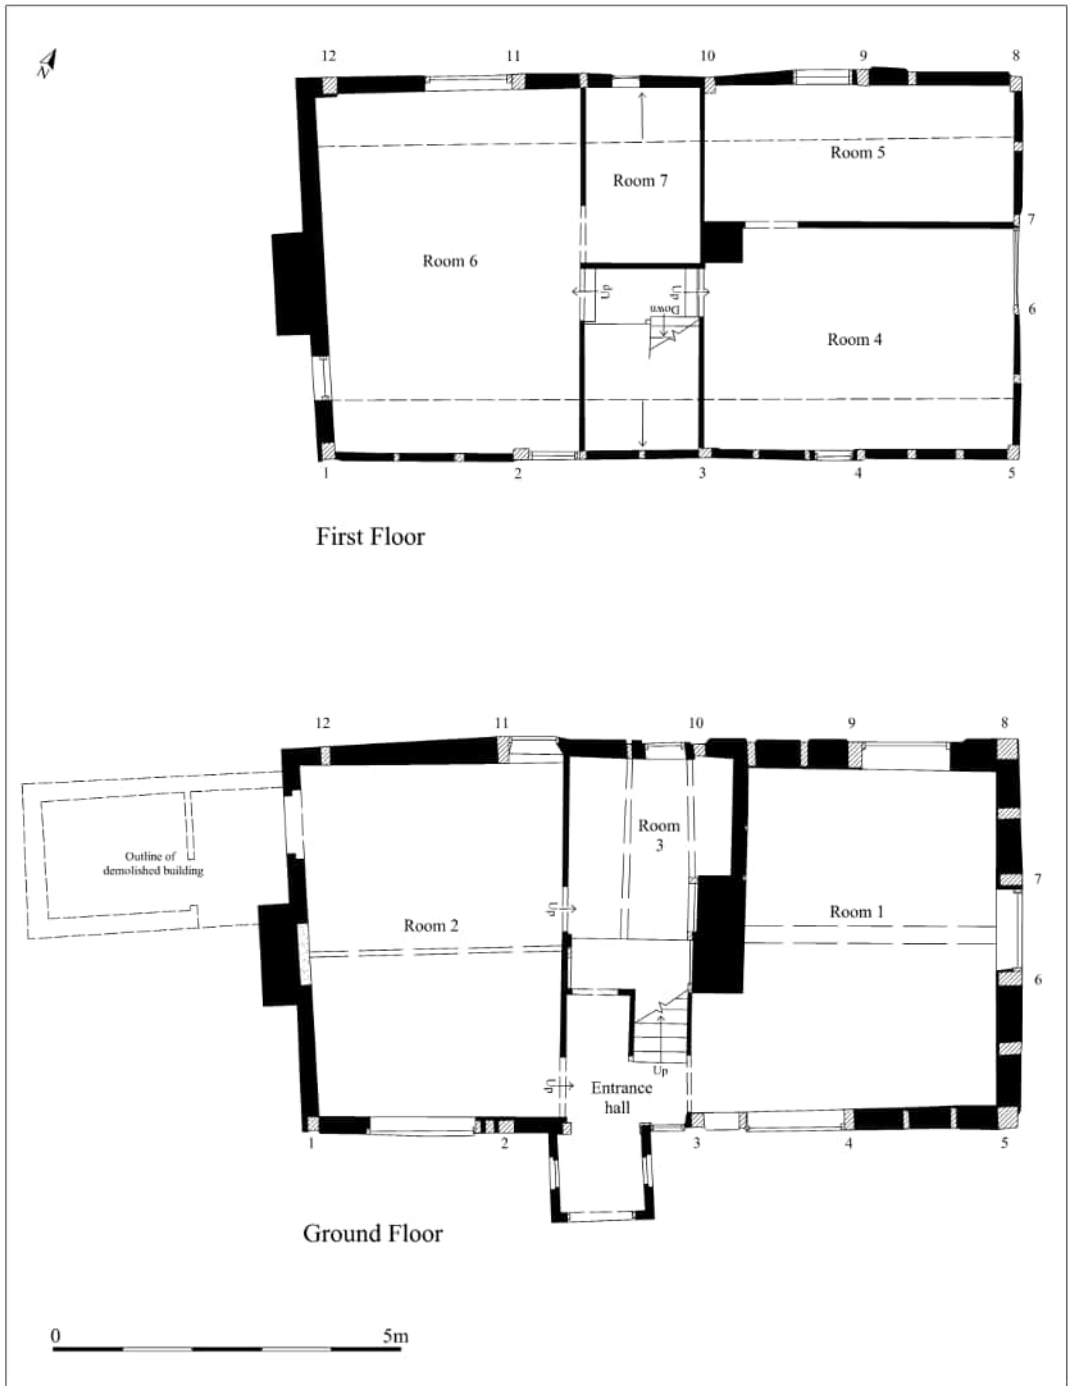 N
12 11 10 9 8
Room 5
Room 7
7
Room 6
Up
Up
Down
6
Room 4
1 2 3 4 5
First Floor
12 11 10 9 8
Room
3
Outline of
demolished building
7
Up
Room 1
Room 2
6
Up
Up
Entrance
hall
1 2 3 4 5
Ground Floor
0 5m